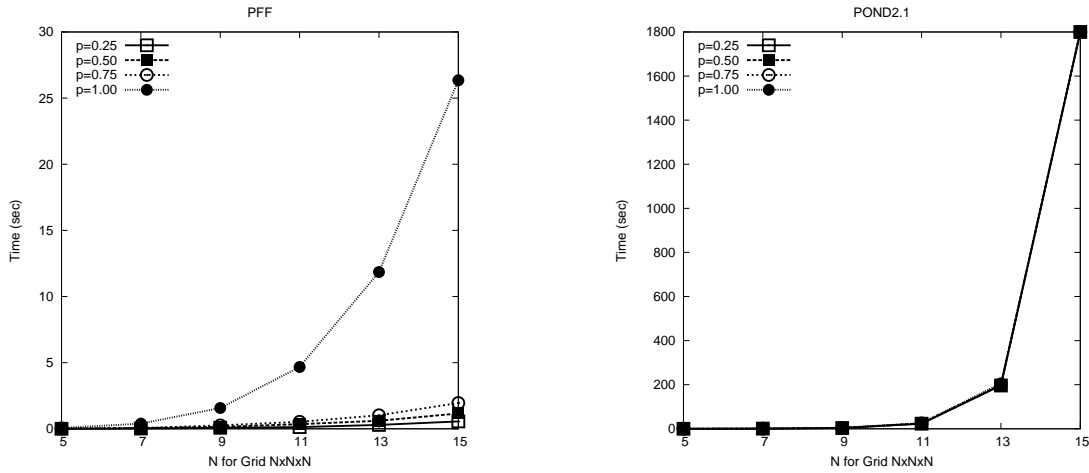 PFF
30
25
20
15
10
5
0
Time (sec)
p=0.25
p=0.50
p=0.75
p=1.00
5 7 9 11 13 15
N for Grid NxNxN
POND2.1
1800
1600
1400
1200
1000
800
600
400
200
0
Time (sec)
p=0.25
p=0.50
p=0.75
p=1.00
5 7 9 11 13 15
N for Grid NxNxN